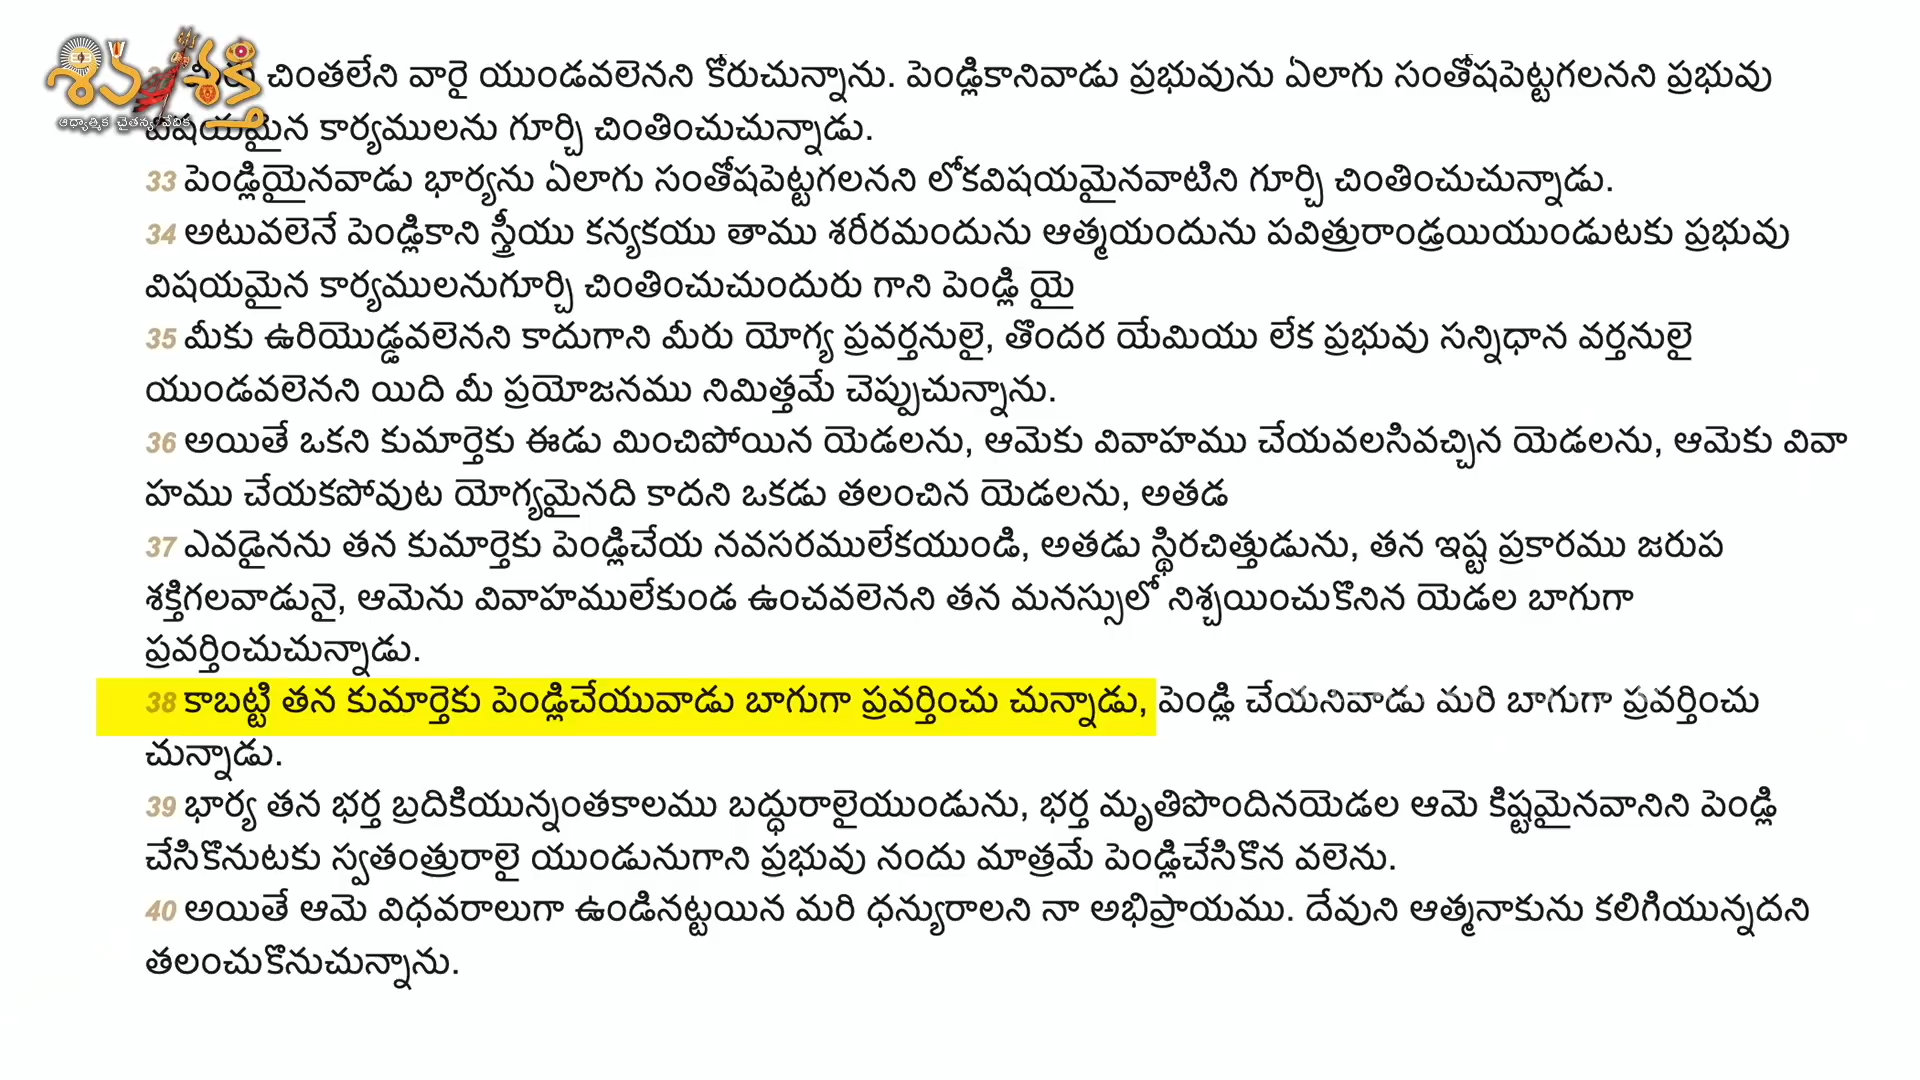 శివశక్తి
ఆధ్యాత్మిక చైతన్య వేదిక
చింతలేని వారై యుండవలెనని కోరుచున్నాను. పెండ్లికానివాడు ప్రభువును ఏలాగు సంతోషపెట్టగలనని ప్రభువు
విషయమైన కార్యములను గూర్చి చింతించుచున్నాడు.
33 పెండ్లియైనవాడు భార్యను ఏలాగు సంతోషపెట్టగలనని లోకవిషయమైనవాటిని గూర్చి చింతించుచున్నాడు.
34 అటువలెనే పెండ్లికాని స్త్రీయు కన్యకయు తాము శరీరమందును ఆత్మయందును పవిత్రురాండ్రయియుండుటకు ప్రభువు
విషయమైన కార్యములనుగూర్చి చింతించుచుందురు గాని పెండ్లి యై
35 మీకు ఉరియొడ్డవలెనని కాదుగాని మీరు యోగ్య ప్రవర్తనులై, తొందర యేమియు లేక ప్రభువు సన్నిధాన వర్తనులై
యుండవలెనని యిది మీ ప్రయోజనము నిమిత్తమే చెప్పుచున్నాను.
36 అయితే ఒకని కుమార్తెకు ఈడు మించిపోయిన యెడలను, ఆమెకు వివాహము చేయవలసివచ్చిన యెడలను, ఆమెకు వివా
హము చేయకపోవుట యోగ్యమైనది కాదని ఒకడు తలంచిన యెడలను, అతడ
37 ఎవడైనను తన కుమార్తెకు పెండ్లిచేయ నవసరములేకయుండి, అతడు స్థిరచిత్తుడును, తన ఇష్ట ప్రకారము జరుప
శక్తిగలవాడునై, ఆమెను వివాహములేకుండ ఉంచవలెనని తన మనస్సులో నిశ్చయించుకొనిన యెడల బాగుగా
ప్రవర్తించుచున్నాడు.
38 కాబట్టి తన కుమార్తెకు పెండ్లిచేయువాడు బాగుగా ప్రవర్తించు చున్నాడు, పెండ్లి చేయనివాడు మరి బాగుగా ప్రవర్తించు
చున్నాడు.
39 భార్య తన భర్త బ్రదికియున్నంతకాలము బద్ధురాలైయుండును, భర్త మృతిపొందినయెడల ఆమె కిష్టమైనవానిని పెండ్లి
చేసికొనుటకు స్వతంత్రురాలై యుండునుగాని ప్రభువు నందు మాత్రమే పెండ్లిచేసికొన వలెను.
40 అయితే ఆమె విధవరాలుగా ఉండినట్టయిన మరి ధన్యురాలని నా అభిప్రాయము. దేవుని ఆత్మనాకును కలిగియున్నదని
తలంచుకొనుచున్నాను.